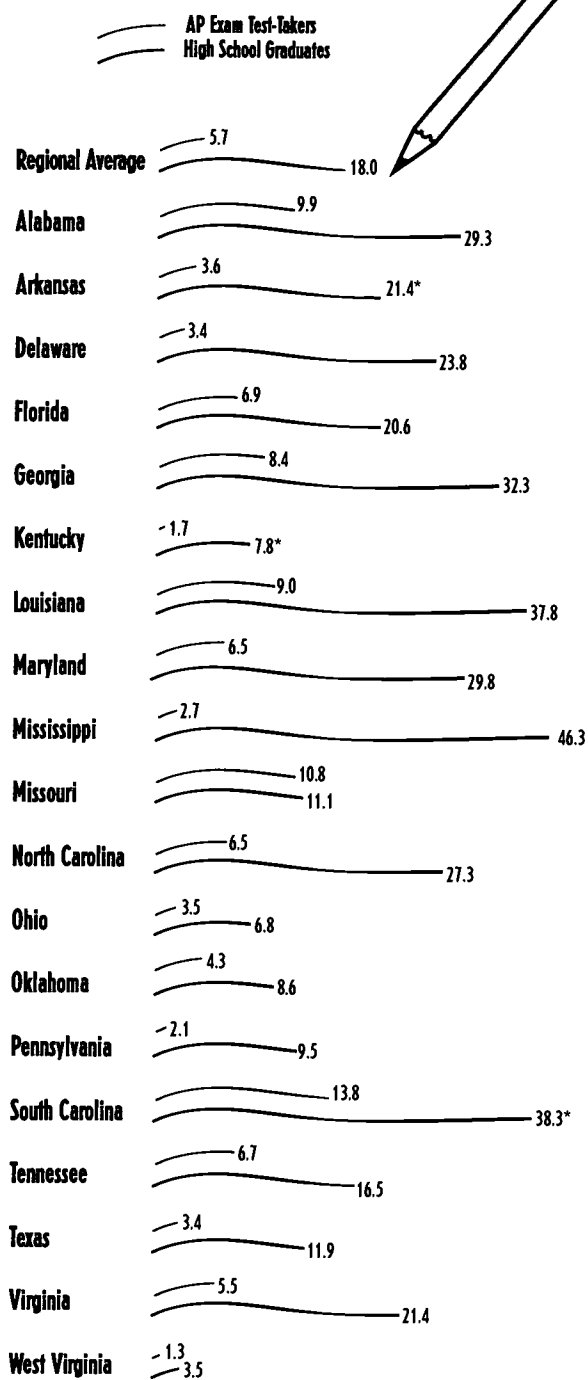 AP Exam Test-Takers
High School Graduates
Regional Average
5.7
18.0
Alabama
9.9
29.3
Arkansas
3.6
21.4*
Delaware
3.4
23.8
Florida
6.9
20.6
Georgia
8.4
32.3
Kentucky
1.7
7.8*
Louisiana
9.0
37.8
Maryland
6.5
29.8
Mississippi
2.7
46.3
Missouri
10.8
11.1
North Carolina
6.5
27.3
Ohio
3.5
6.8
Oklahoma
4.3
8.6
Pennsylvania
2.1
9.5
South Carolina
13.8
38.3*
Tennessee
6.7
16.5
Texas
3.4
11.9
Virginia
5.5
21.4
West Virginia
1.3
3.5